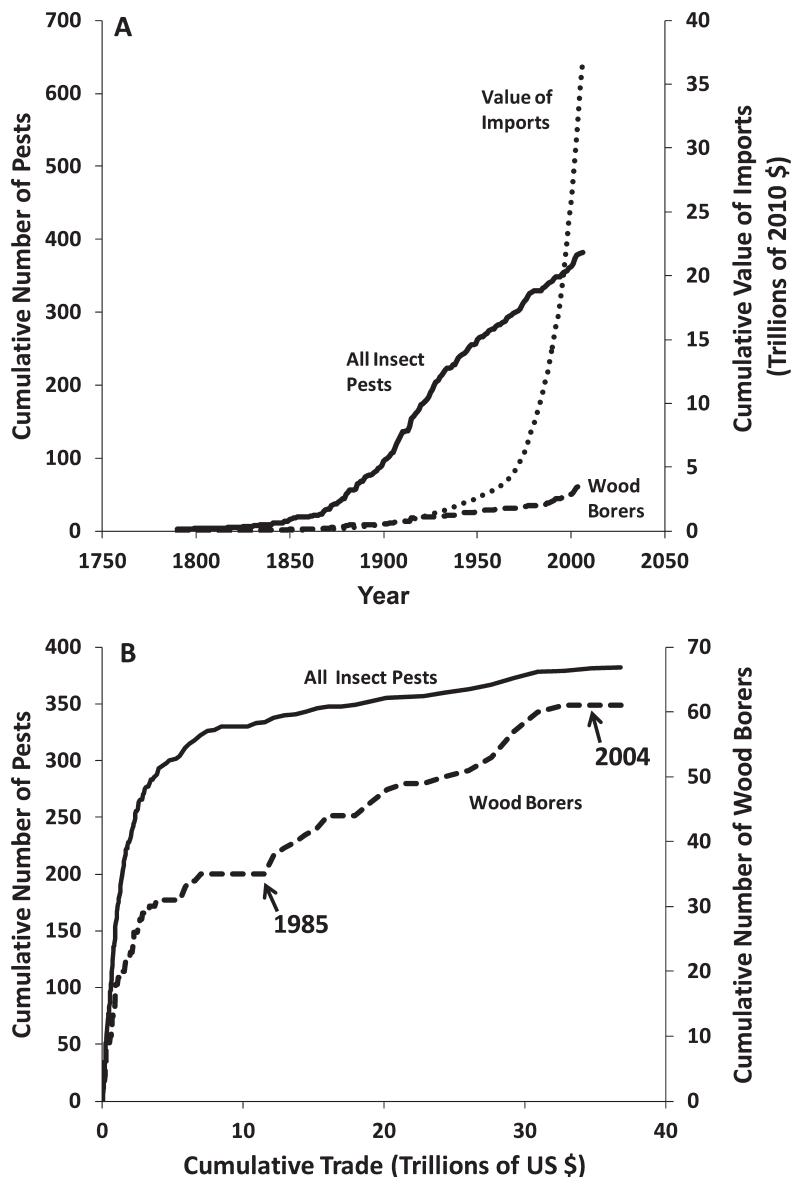 A
700
600
500
400
300
200
100
0
Cumulative Number of Pests
40
35
30
25
20
15
10
5
0
Cumulative Value of Imports
(Trillions of 2010 $)
Value of
Imports
All Insect
Pests
Wood
Borers
1750 1800 1850 1900 1950 2000 2050
Year
B
400
350
300
250
200
150
100
50
0
Cumulative Number of Pests
70
60
50
40
30
20
10
0
Cumulative Number of Wood Borers
All Insect Pests
2004
Wood Borers
1985
0 10 20 30 40
Cumulative Trade (Trillions of US $)